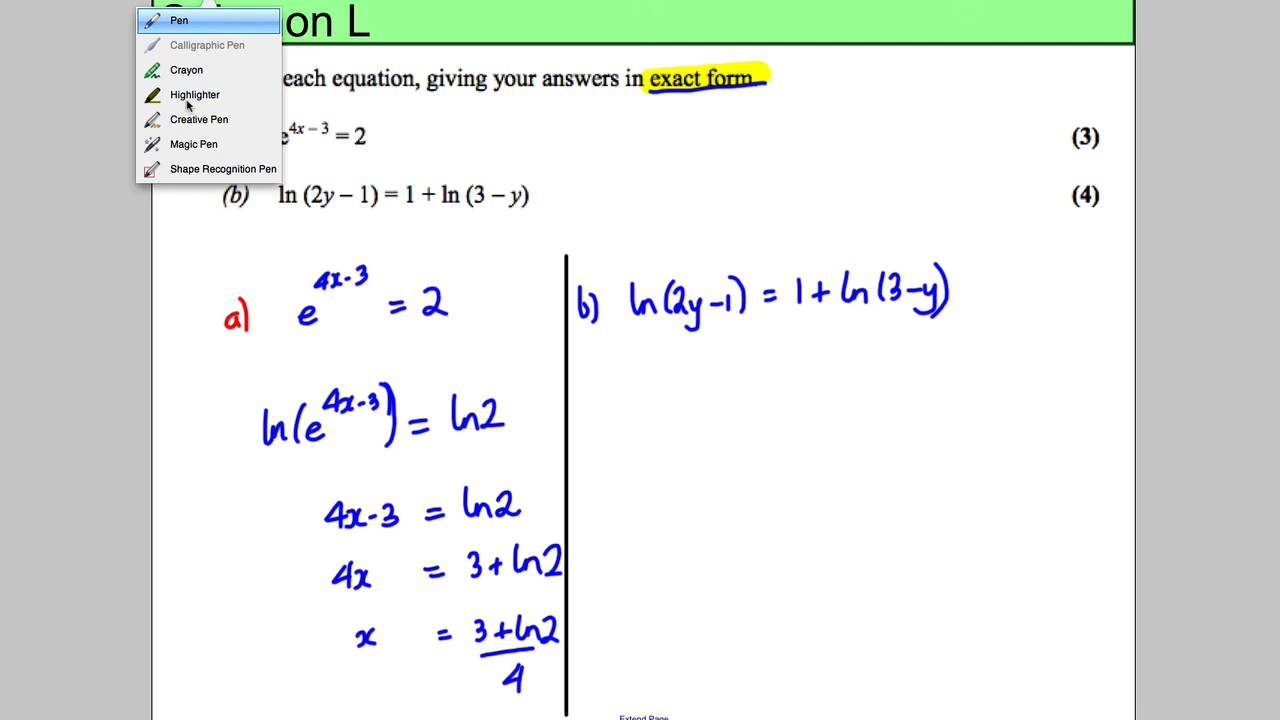 on L
Pen
Calligraphic Pen
Crayon
Highlighter
Creative Pen
Magic Pen
Shape Recognition Pen
each equation, giving your answers in exact form.
e^{4x – 3} = 2 (3)
(b) ln (2y – 1) = 1 + ln (3 – y) (4)
a) e^{4x-3} = 2
ln(e^{4x-3}) = ln2
4x-3 = ln2
4x = 3+ln2
x = 3+ln2
4
b) ln(2y-1) = 1 + ln(3-y)